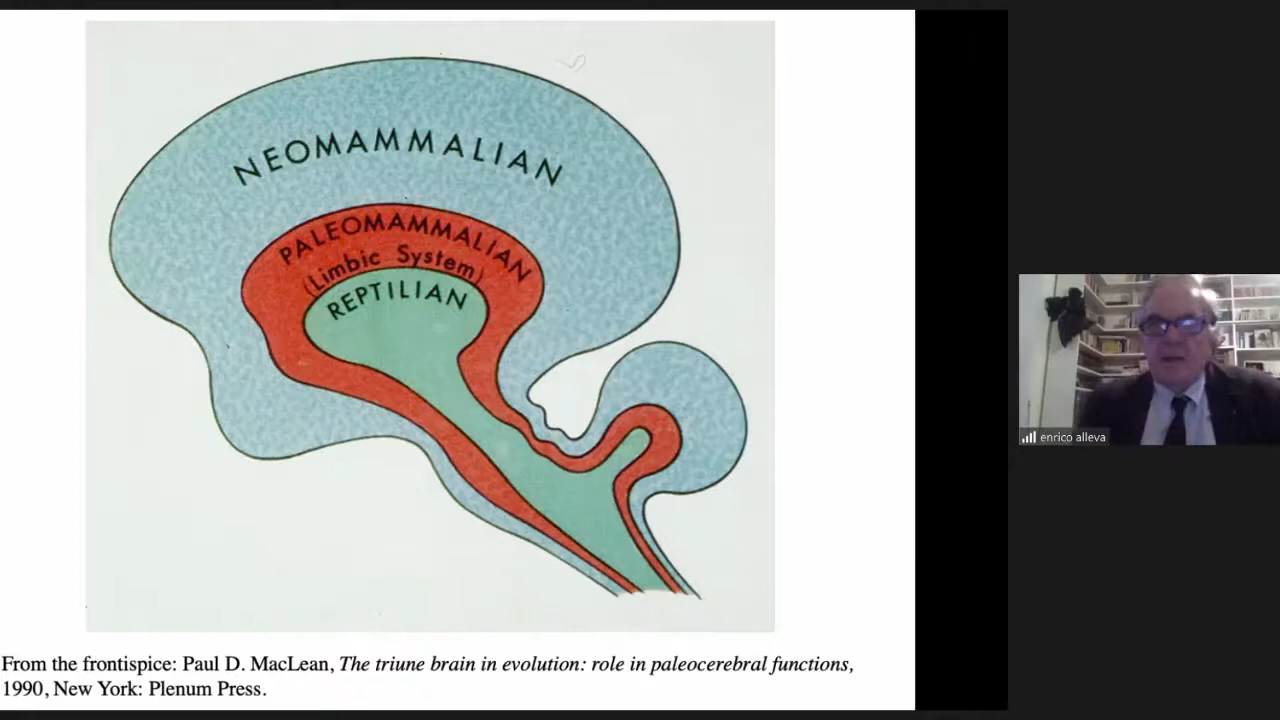 NEOMAMMALIAN
PALEOMAMMALIAN
(Limbic System)
REPTILIAN
From the frontispice: Paul D. MacLean, The triune brain in evolution: role in paleocerebral functions,
1990, New York: Plenum Press.
enrico alleva